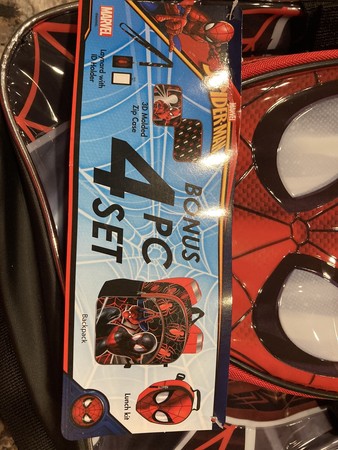 MARVEL
MARVEL
SPIDER-MAN
Lanyard with
ID Holder
3D Molded
Zip Case
BONUS
4 PC
SET
Backpack
Lunch kit